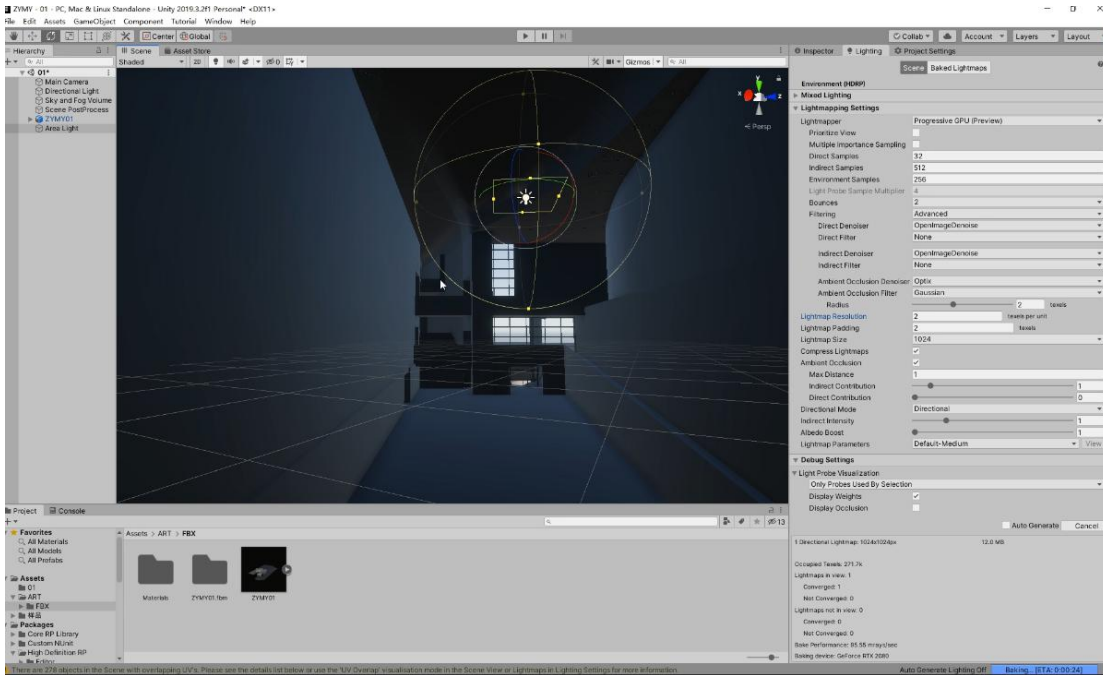 ZYMY - 01 - PC, Mac & Linux Standalone - Unity 2019.3.2f1 Personal* <DX11>
File Edit Assets GameObject Component Tutorial Window Help
Center Global Collab Account Layers Layout
Hierarchy Scene Asset Store Inspector Lighting Project Settings
All Shaded 2D 0 Gizmos All
Scene Baked Lightmaps
01*
Main Camera
Directional Light
Sky and Fog Volume
Scene PostProcess
ZYMY01
Area Light
y
x z
Persp
Environment (HDRP)
Mixed Lighting
Lightmapping Settings
Lightmapper Progressive GPU (Preview)
Prioritize View
Multiple Importance Sampling
Direct Samples 32
Indirect Samples 512
Environment Samples 256
Light Probe Sample Multiplier 4
Bounces 2
Filtering Advanced
Direct Denoiser OpenImageDenoise
Direct Filter None
Indirect Denoiser OpenImageDenoise
Indirect Filter None
Ambient Occlusion Denoiser Optix
Ambient Occlusion Filter Gaussian
Radius 2 texels
Lightmap Resolution 2 texels per unit
Lightmap Padding 2 texels
Lightmap Size 1024
Compress Lightmaps
Ambient Occlusion
Max Distance 1
Indirect Contribution 1
Direct Contribution 0
Directional Mode Directional
Indirect Intensity 1
Albedo Boost 1
Lightmap Parameters Default-Medium View
Debug Settings
Light Probe Visualization
Only Probes Used By Selection
Display Weights
Display Occlusion
Auto Generate Cancel
1 Directional Lightmap: 1024x1024px 12.0 MB
Occupied Texels: 271.7k
Lightmaps in view: 1
Converged: 1
Not Converged: 0
Lightmaps not in view: 0
Converged: 0
Not Converged: 0
Bake Performance: 85.55 mrays/sec
Baking device: GeForce RTX 2080
Project Console
13
Favorites
All Materials
All Models
All Prefabs
Assets
01
ART
FBX
样品
Packages
Core RP Library
Custom NUnit
High Definition RP
Editor
Assets > ART > FBX
Materials ZYMY01.fbm ZYMY01
There are 278 objects in the Scene with overlapping UV's. Please see the details list below or use the 'UV Overlap' visualisation mode in the Scene View or Lightmaps in Lighting Settings for more information.
Auto Generate Lighting Off Baking... [ETA: 0:00:24]